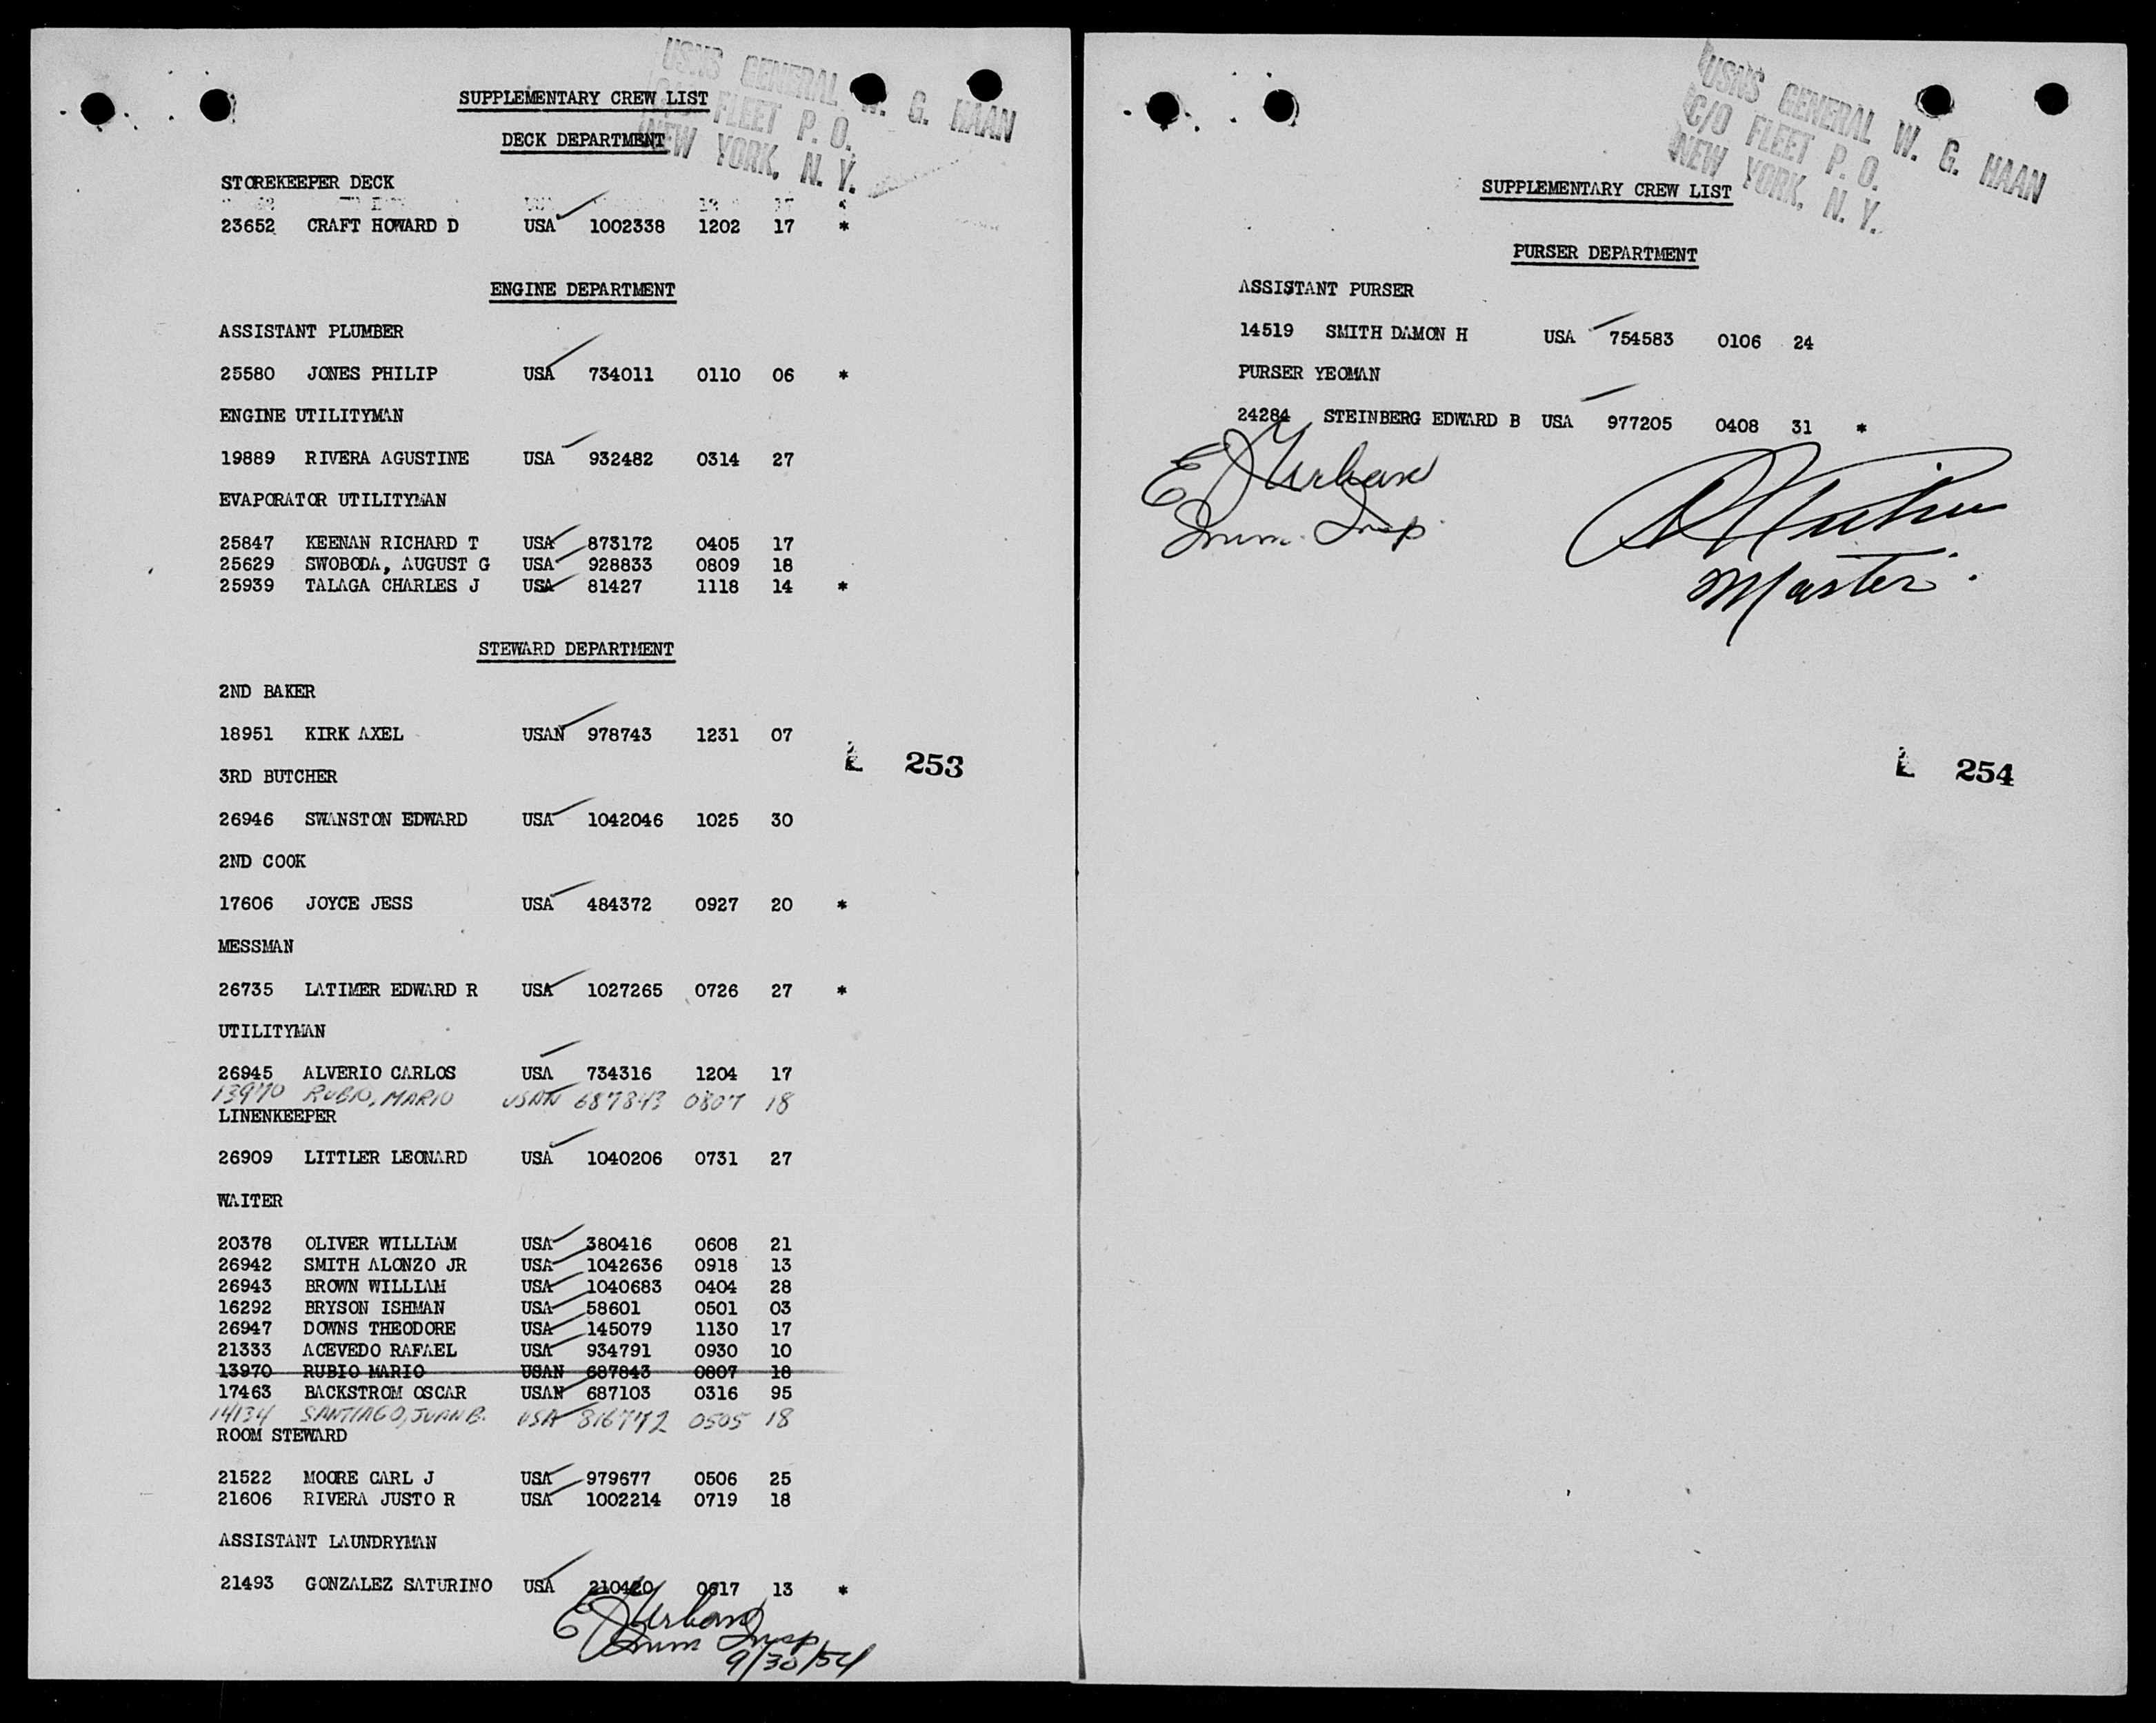 USNS GENERAL W. G. HAAN
C/O FLEET P. O.
NEW YORK, N. Y.
SUPPLEMENTARY CREW LIST
DECK DEPARTMENT
STOREKEEPER DECK
23652 CRAFT HOWARD D USA 1002338 1202 17 *
ENGINE DEPARTMENT
ASSISTANT PLUMBER
25580 JONES PHILIP USA 734011 0110 06 *
ENGINE UTILITYMAN
19889 RIVERA AGUSTINE USA 932482 0314 27
EVAPORATOR UTILITYMAN
25847 KEENAN RICHARD T USA 873172 0405 17
25629 SWOBODA, AUGUST G USA 928833 0809 18
25939 TALAGA CHARLES J USA 81427 1118 14 *
STEWARD DEPARTMENT
2ND BAKER
18951 KIRK AXEL USAN 978743 1231 07
3RD BUTCHER
253
26946 SWANSTON EDWARD USA 1042046 1025 30
2ND COOK
17606 JOYCE JESS USA 484372 0927 20 *
MESSMAN
26735 LATIMER EDWARD R USA 1027265 0726 27 *
UTILITYMAN
26945 ALVERIO CARLOS USA 734316 1204 17
13970 RUBIO, MARIO USAN 687843 0807 18
LINENKEEPER
26909 LITTLER LEONARD USA 1040206 0731 27
WAITER
20378 OLIVER WILLIAM USA 380416 0608 21
26942 SMITH ALONZO JR USA 1042636 0918 13
26943 BROWN WILLIAM USA 1040683 0404 28
16292 BRYSON ISHMAN USA 58601 0501 03
26947 DOWNS THEODORE USA 145079 1130 17
21333 ACEVEDO RAFAEL USA 934791 0930 10
13970 RUBIO MARIO USAN 687843 0807 18
17463 BACKSTROM OSCAR USAN 687103 0316 95
14134 SANTIAGO, JUAN B. USA 816772 0505 18
ROOM STEWARD
21522 MOORE CARL J USA 979677 0506 25
21606 RIVERA JUSTO R USA 1002214 0719 18
ASSISTANT LAUNDRYMAN
21493 GONZALEZ SATURINO USA 210420 0617 13 *
E J Urban
Imm Insp
9/30/54
USNS GENERAL W. G. HAAN
C/O FLEET P. O.
NEW YORK, N. Y.
SUPPLEMENTARY CREW LIST
PURSER DEPARTMENT
ASSISTANT PURSER
14519 SMITH DAMON H USA 754583 0106 24
PURSER YEOMAN
24284 STEINBERG EDWARD B USA 977205 0408 31 *
E J Urban
Imm. Insp.
Master.
254